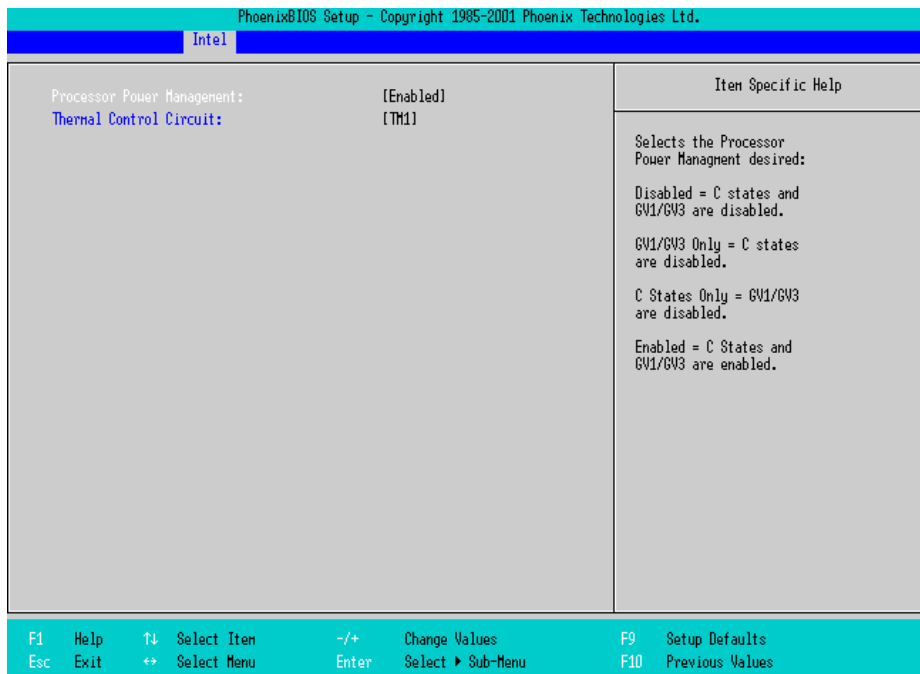 PhoenixBIOS Setup - Copyright 1985-2001 Phoenix Technologies Ltd.
Intel
Processor Power Management: [Enabled]
Thermal Control Circuit: [TM1]
Item Specific Help
Selects the Processor
Power Managment desired:
Disabled = C states and
GV1/GV3 are disabled.
GV1/GV3 Only = C states
are disabled.
C States Only = GV1/GV3
are disabled.
Enabled = C States and
GV1/GV3 are enabled.
F1 Help ↑↓ Select Item -/+ Change Values F9 Setup Defaults
Esc Exit ↔ Select Menu Enter Select ▶ Sub-Menu F10 Previous Values